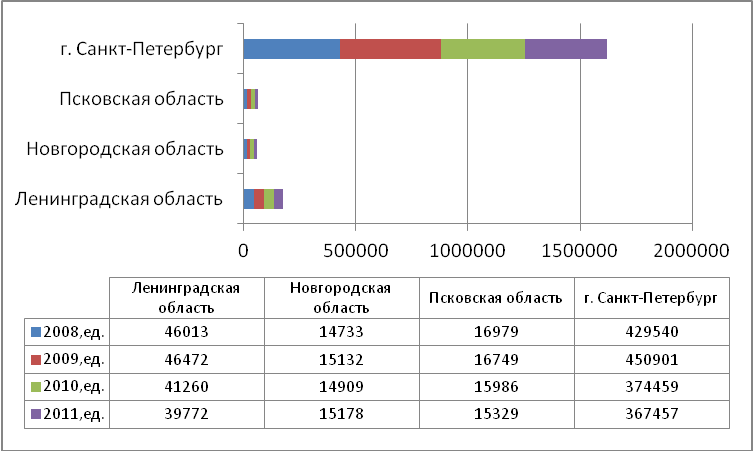 г. Санкт-Петербург
Псковская область
Новгородская область
Ленинградская область
0 500000 1000000 1500000 2000000
Ленинградская область Новгородская область Псковская область г. Санкт-Петербург
2008,ед. 46013 14733 16979 429540
2009,ед. 46472 15132 16749 450901
2010,ед. 41260 14909 15986 374459
2011,ед. 39772 15178 15329 367457